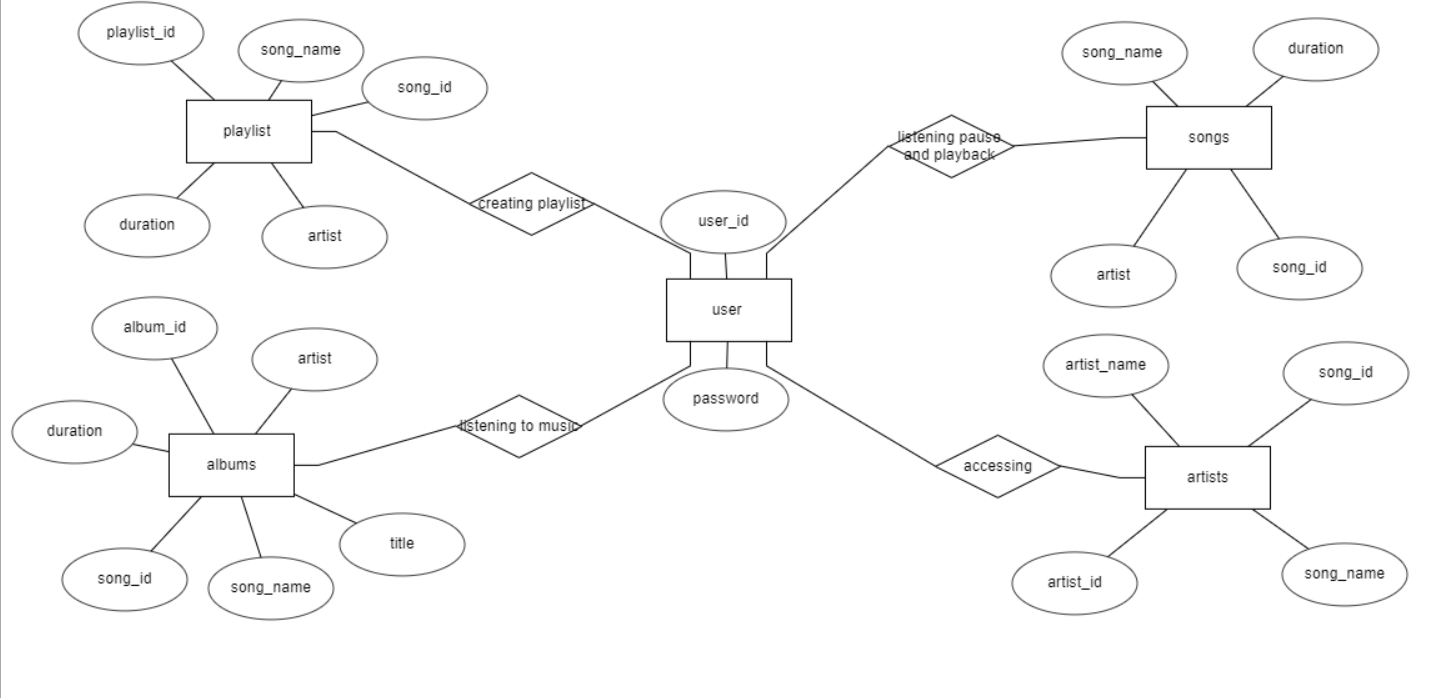 playlist_id
song_name
song_id
playlist
duration
artist
creating playlist
album_id
artist
duration
albums
listening to music
title
song_id
song_name
user_id
user
password
listening pause
and playback
song_name
duration
songs
artist
song_id
accessing
artist_name
song_id
artists
artist_id
song_name